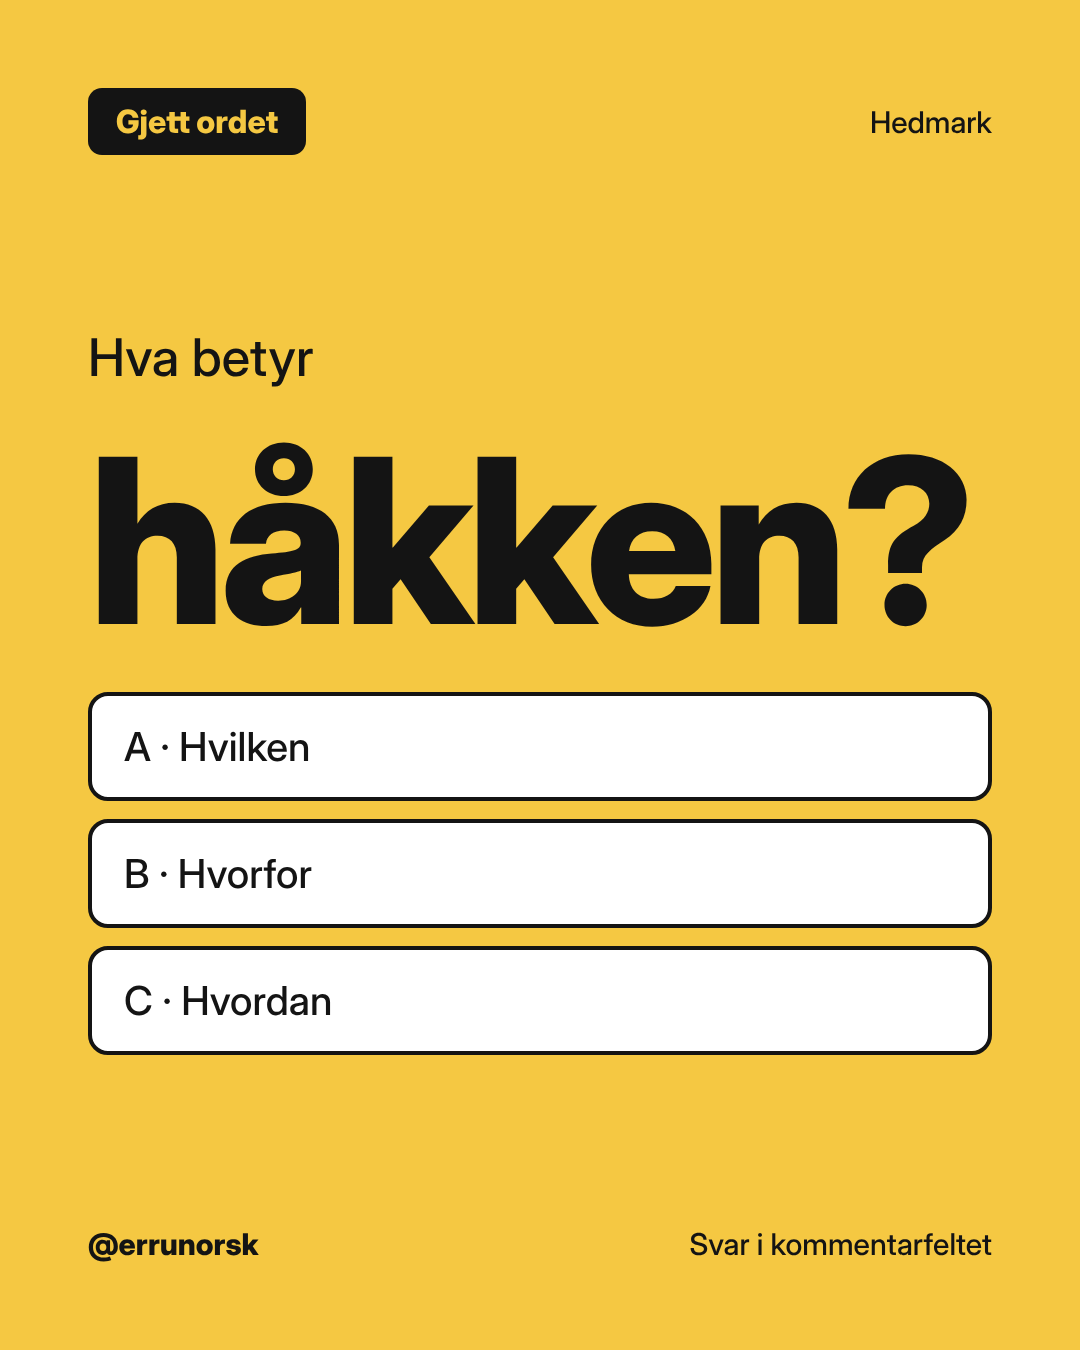 Gjett ordet
Hedmark
Hva betyr
håkken?
A · Hvilken
B · Hvorfor
C · Hvordan
@errunorsk
Svar i kommentarfeltet